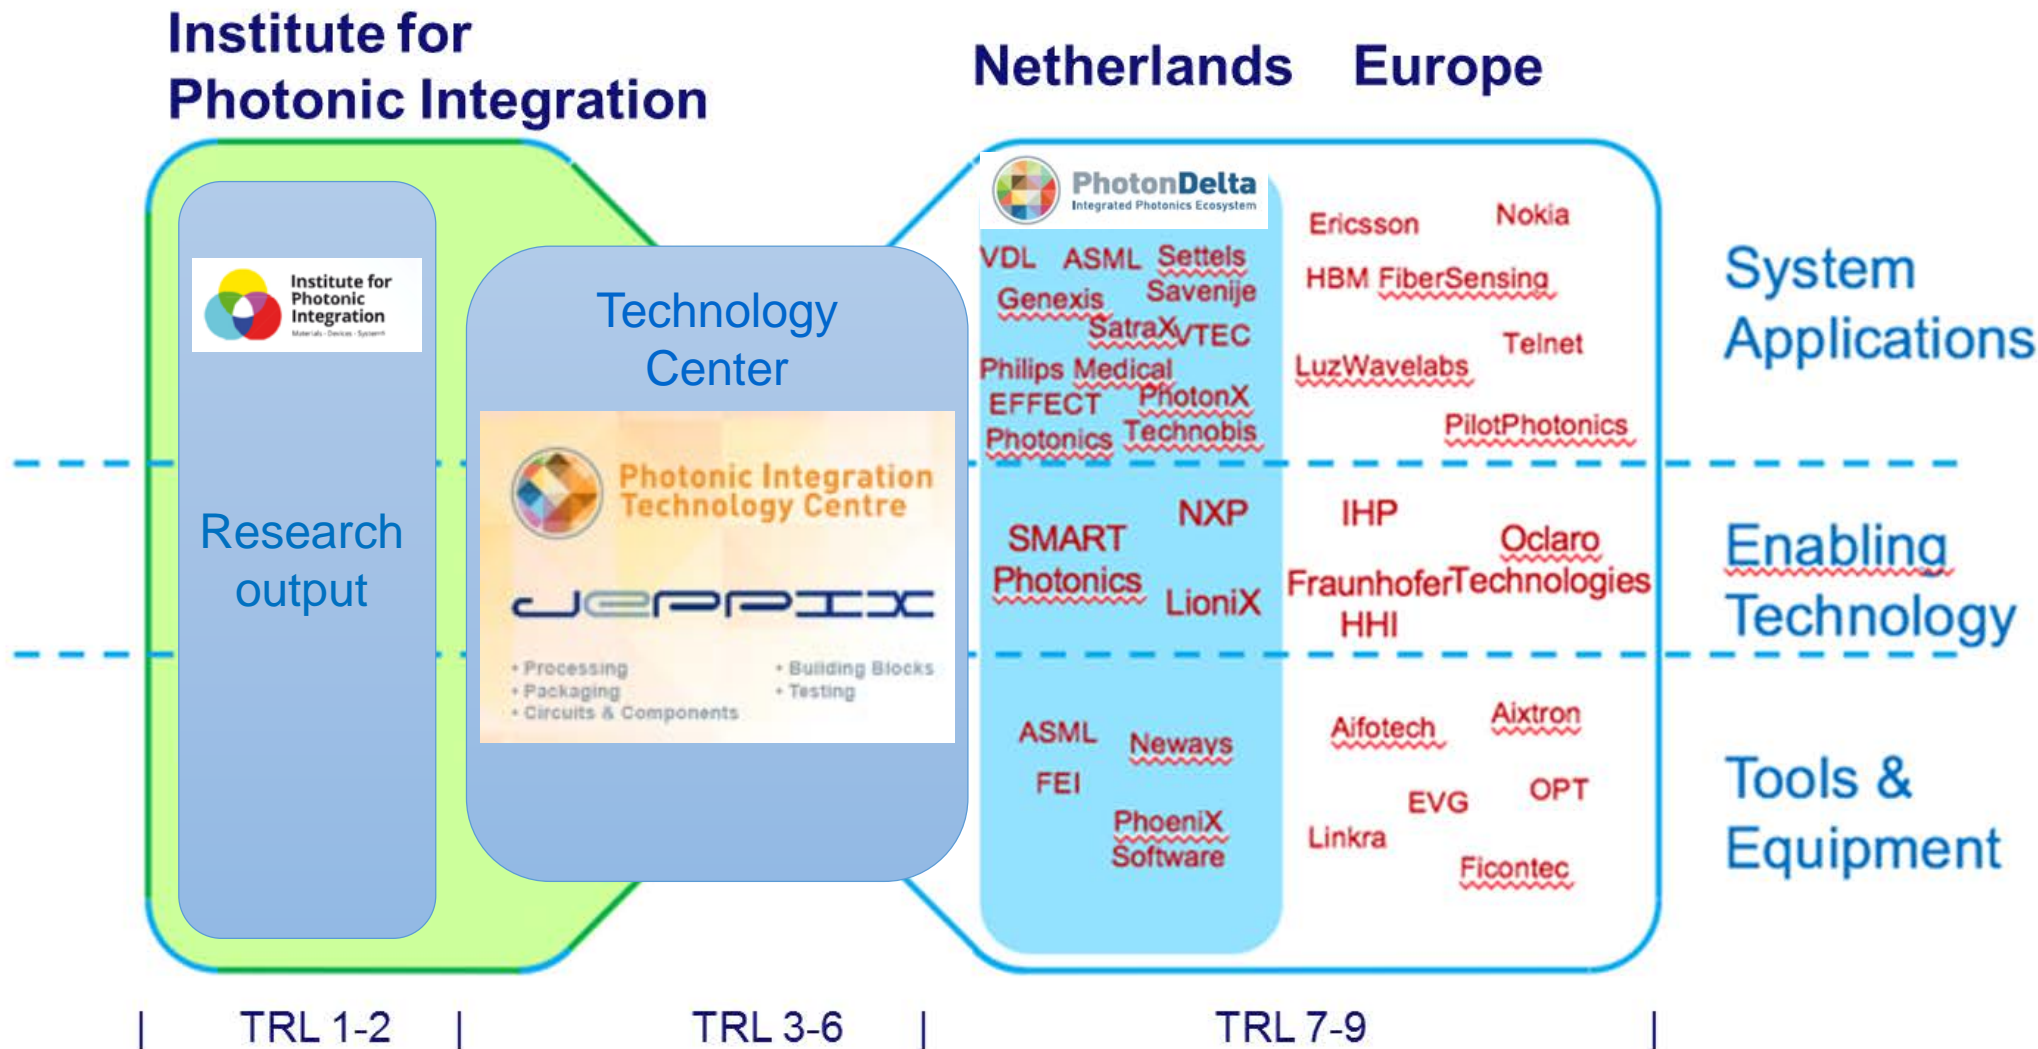 Institute for
Photonic Integration
Netherlands Europe
Institute for
Photonic
Integration
Materials - Devices - Systems
Research
output
Technology
Center
Photonic Integration
Technology Centre
JePPIX
• Processing
• Packaging
• Circuits & Components
• Building Blocks
• Testing
PhotonDelta
Integrated Photonics Ecosystem
VDL ASML Settels
Savenije
Genexis
SatraX VTEC
Philips Medical
EFFECT
Photonics
PhotonX
Technobis
Ericsson Nokia
HBM FiberSensing
Telnet
LuzWavelabs
PilotPhotonics
System
Applications
SMART
Photonics
NXP
LioniX
IHP
Fraunhofer
HHI
Oclaro
Technologies
Enabling
Technology
ASML
Neways
FEI
PhoeniX
Software
Aifotech
Aixtron
EVG
OPT
Linkra
Ficontec
Tools &
Equipment
| TRL 1-2 | TRL 3-6 | TRL 7-9 |